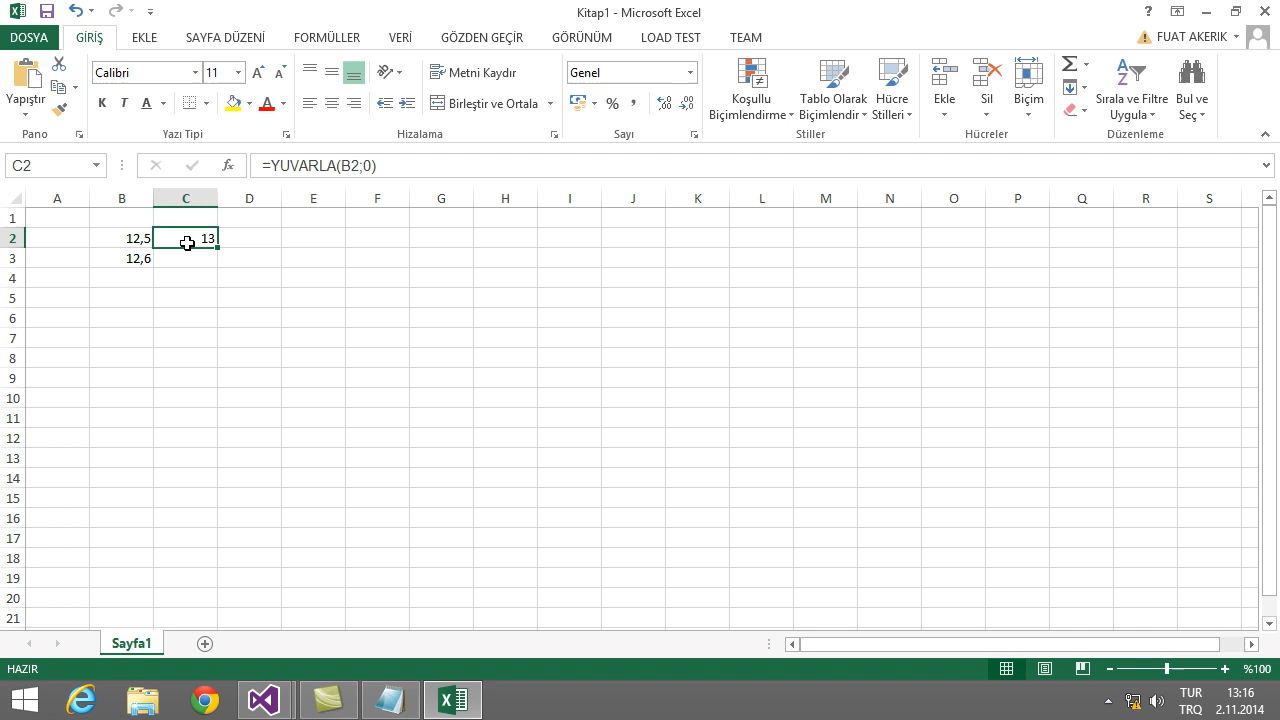 Kitap1 - Microsoft Excel
DOSYA GİRİŞ EKLE SAYFA DÜZENİ FORMÜLLER VERİ GÖZDEN GEÇİR GÖRÜNÜM LOAD TEST TEAM FUAT AKERIK
Yapıştır
Calibri 11
K T A
Metni Kaydır
Birleştir ve Ortala
Genel
%
Koşullu Biçimlendirme
Tablo Olarak Biçimlendir
Hücre Stilleri
Ekle
Sil
Biçim
Sırala ve Filtre Uygula
Bul ve Seç
Pano Yazı Tipi Hizalama Sayı Stiller Hücreler Düzenleme
C2 fx =YUVARLA(B2;0)
A B C D E F G H I J K L M N O P Q R S
1
2 12,5 13
3 12,6
4
5
6
7
8
9
10
11
12
13
14
15
16
17
18
19
20
21
Sayfa1
HAZIR %100
TUR 13:16
TRQ 2.11.2014